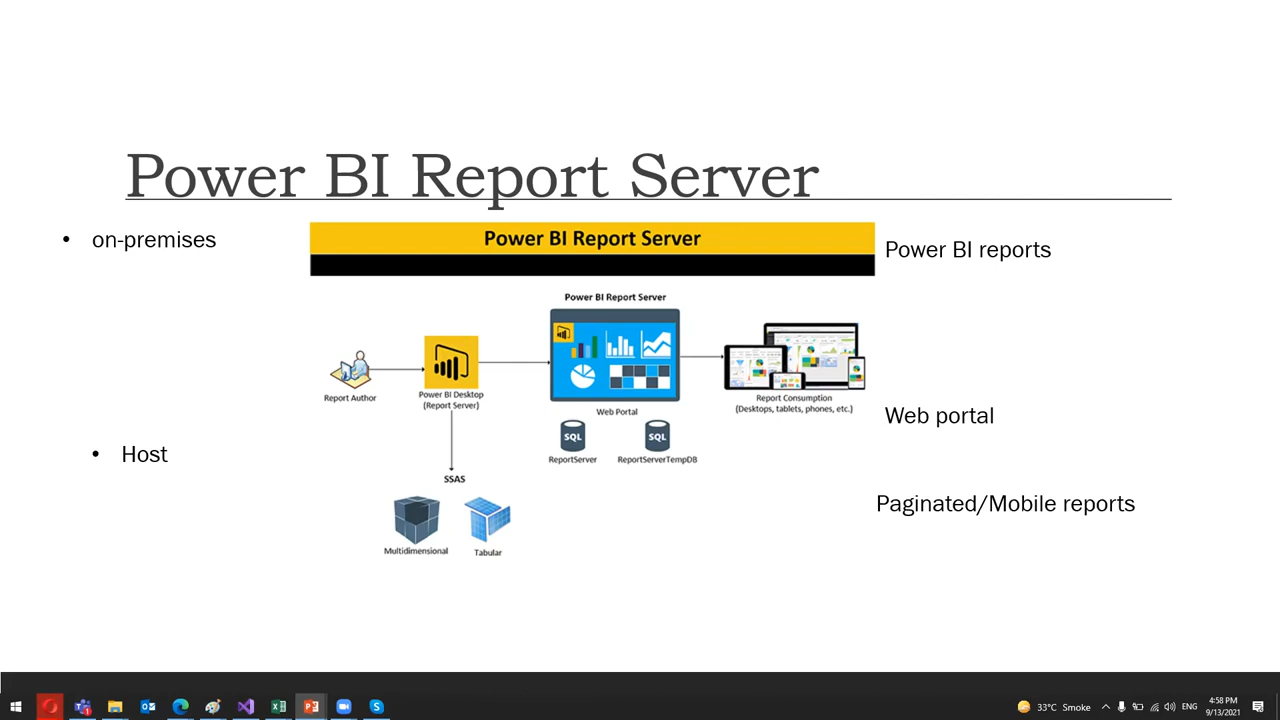 Power BI Report Server
• on-premises
Power BI Report Server
Power BI reports
Power BI Report Server
Report Author
Power BI Desktop
(Report Server)
Web Portal
Report Consumption
(Desktops, tablets, phones, etc.)
Web portal
SQL
SQL
ReportServer
ReportServerTempDB
• Host
SSAS
Paginated/Mobile reports
Multidimensional
Tabular
33°C Smoke
ENG
4:58 PM
9/13/2021